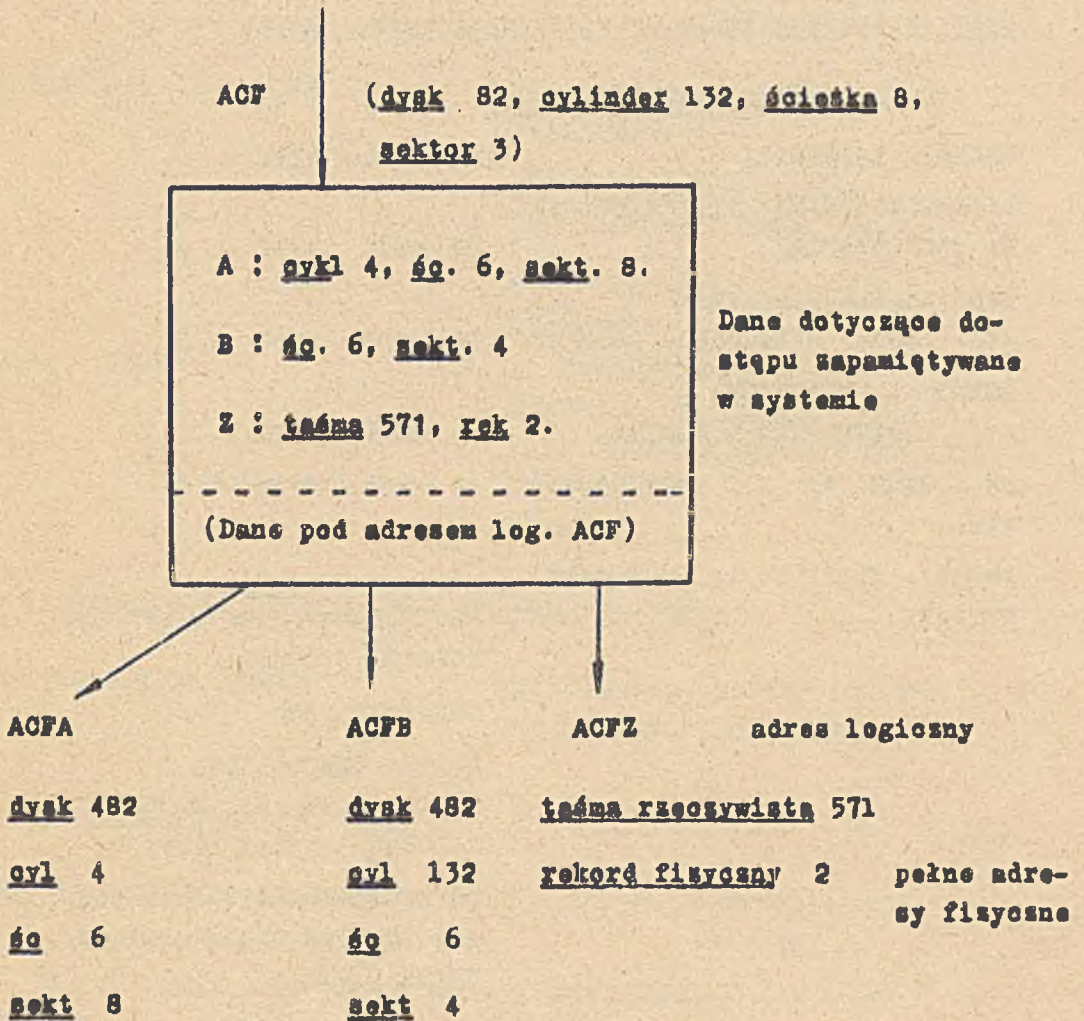 ACF (dysk 82, cylinder 132, ścieżka 8,
sektor 3)
A : cykl 4, śc. 6, sekt. 8.
B : śc. 6, sekt. 4
Z : taśma 571, rek 2.
Dane dotyczące do-
stępu zapamiętywane
w systemie
(Dane pod adresem log. ACF)
ACFA ACFB ACFZ adres logiczny
dysk 482 dysk 482 taśma rzeczywista 571
cyl 4 cyl 132 rekord fizyczny 2 pełne adre-
sy fizyczne
śc 6 śc 6
sekt 8 sekt 4